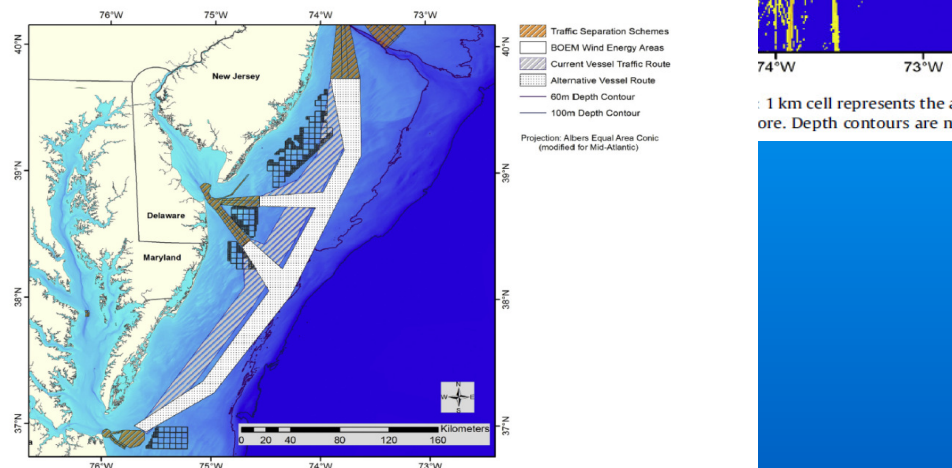 76°W 75°W 74°W 73°W
40°N
39°N
38°N
37°N
New Jersey
Delaware
Maryland
40°N
39°N
38°N
37°N
N
W E
S
Kilometers
0 20 40 80 120 160
76°W 75°W 74°W 73°W
Traffic Separation Schemes
BOEM Wind Energy Areas
Current Vessel Traffic Route
Alternative Vessel Route
60m Depth Contour
100m Depth Contour
Projection: Albers Equal Area Conic
(modified for Mid-Atlantic)
74°W 73°W
: 1 km cell represents the
ore. Depth contours are